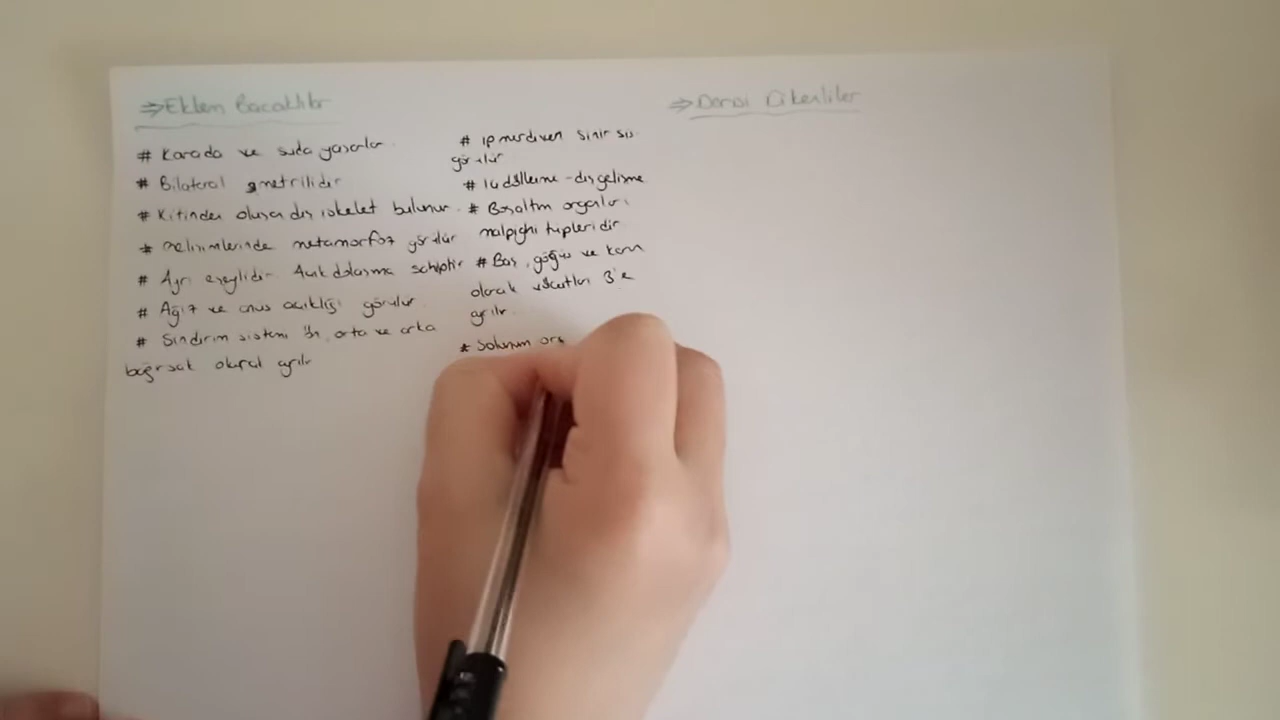 ⇒Eklem Bacaklılar
# Karada ve suda yaşarlar.
# Bilateral simetrilidir
# Kitinden oluşan dış iskelet bulunur.
# Gelişimlerinde metamorfoz görülür
# Ayrı eşeylidir. Açık dolaşıma sahiptir
# Ağız ve anüs açıklığı görülür.
# Sindirim sistemi ön, orta ve arka
bağırsak olarak ayrılır
# ip merdiven sinir sis.
görülür
# İç döllenme-dış gelişme
# Boşaltım organları
malpighi tüpleridir
# Baş, göğüs ve karın
olarak vücutları 3'e
ayrılır.
* Solunum org
⇒Derisi Dikenliler